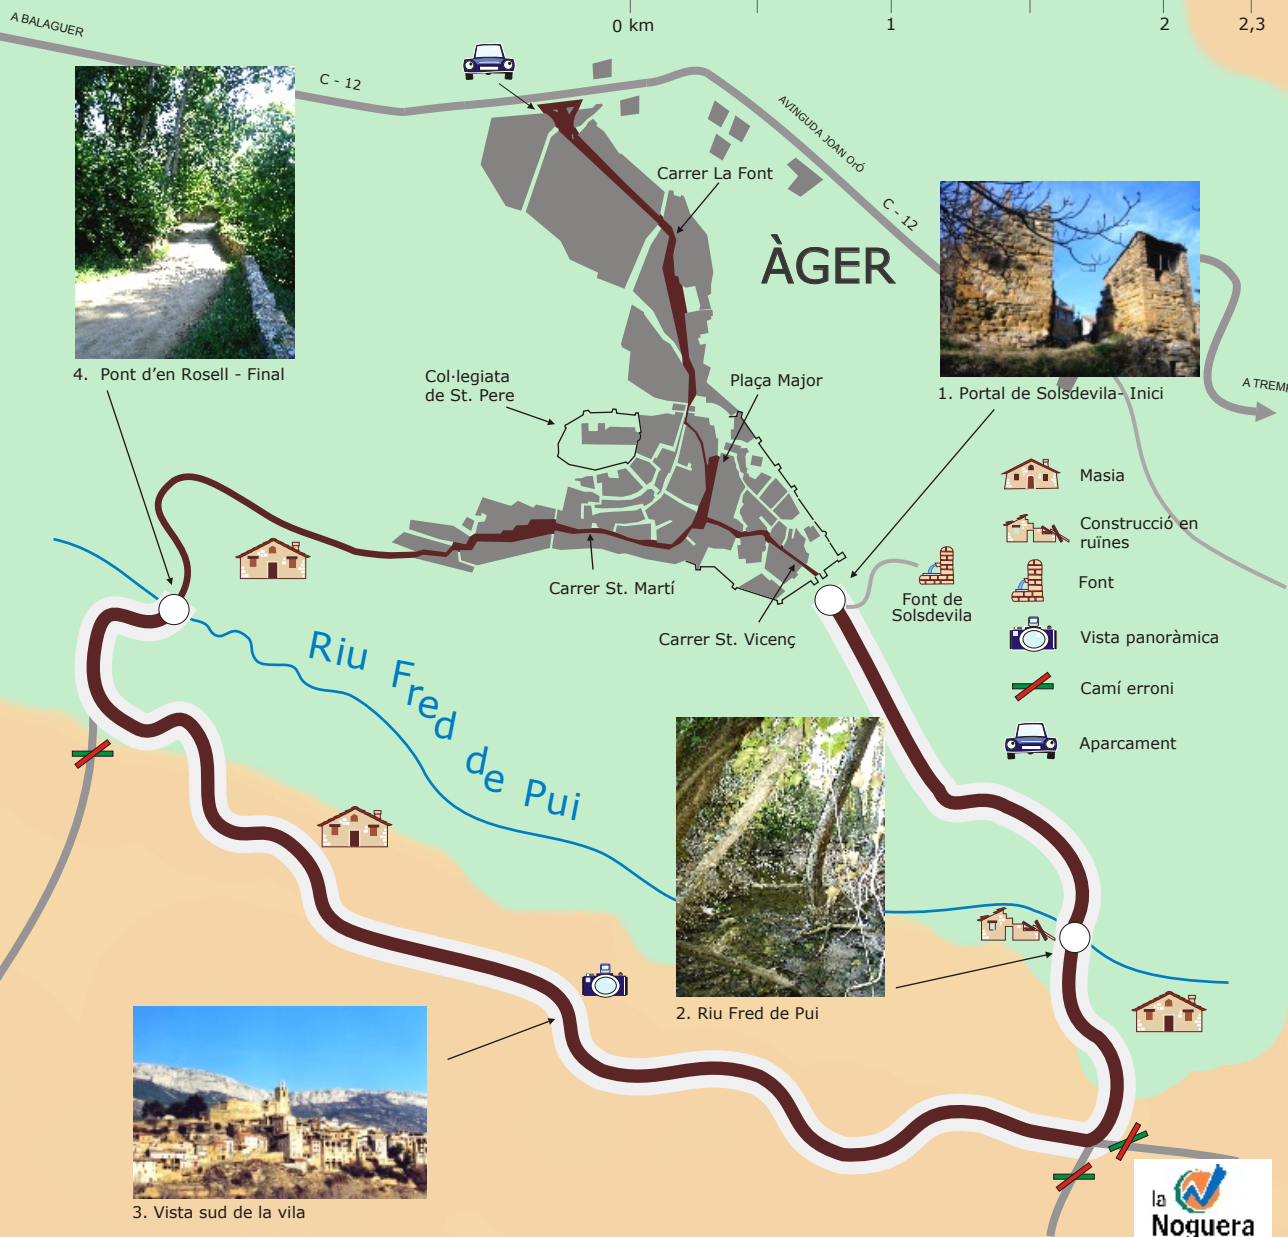 A BALAGUER
0 km
1
2
2,3
C - 12
AVINGUDA JOAN OrÓ
C - 12
Carrer La Font
ÀGER
4. Pont d'en Rosell - Final
Col·legiata
de St. Pere
Plaça Major
1. Portal de Solsdevila- Inici
A TREMP
Masia
Construcció en
ruïnes
Font
Vista panoràmica
Camí erroni
Aparcament
Carrer St. Martí
Font de
Solsdevila
Carrer St. Vicenç
Riu Fred de Pui
2. Riu Fred de Pui
3. Vista sud de la vila
la
Noguera